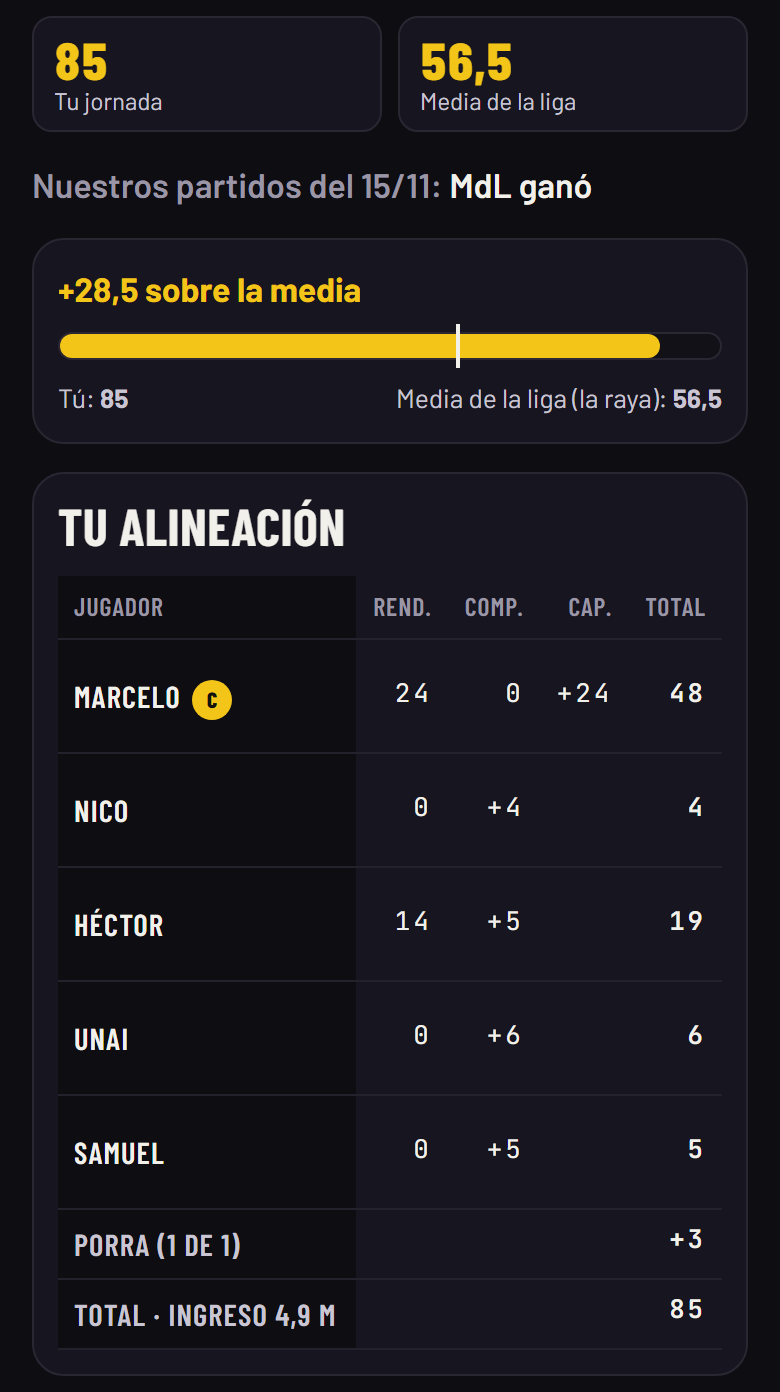 85
Tu jornada
56,5
Media de la liga
Nuestros partidos del 15/11: MdL ganó
+28,5 sobre la media
Tú: 85 Media de la liga (la raya): 56,5
TU ALINEACIÓN
JUGADOR REND. COMP. CAP. TOTAL
MARCELO C 24 0 +24 48
NICO 0 +4 4
HÉCTOR 14 +5 19
UNAI 0 +6 6
SAMUEL 0 +5 5
PORRA (1 DE 1) +3
TOTAL · INGRESO 4,9 M 85